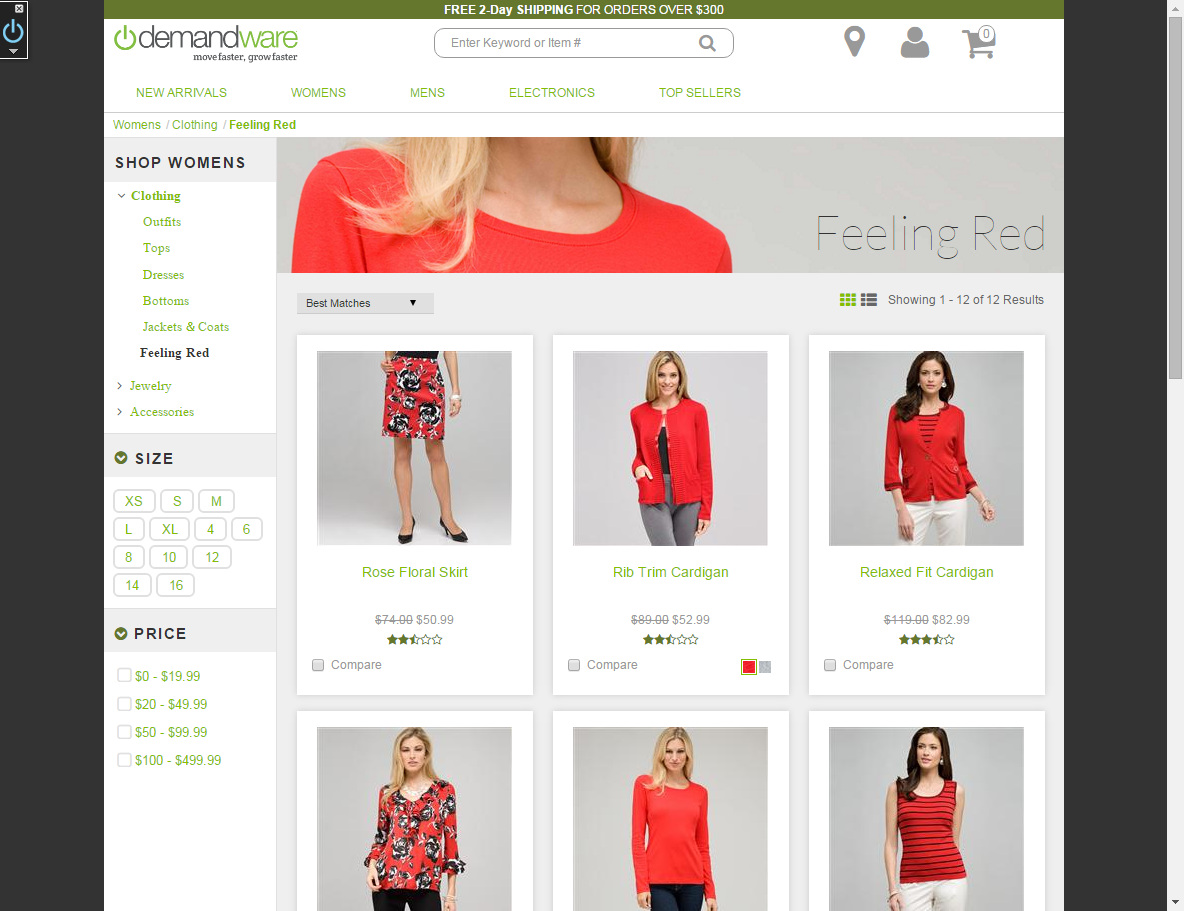 FREE 2-Day SHIPPING FOR ORDERS OVER $300
demandware
move faster, grow faster
Enter Keyword or Item #
0
NEW ARRIVALS WOMENS MENS ELECTRONICS TOP SELLERS
Womens / Clothing / Feeling Red
SHOP WOMENS
Clothing
Outfits
Tops
Dresses
Bottoms
Jackets & Coats
Feeling Red
Jewelry
Accessories
SIZE
XS S M
L XL 4 6
8 10 12
14 16
PRICE
$0 - $19.99
$20 - $49.99
$50 - $99.99
$100 - $499.99
Feeling Red
Best Matches
Showing 1 - 12 of 12 Results
Rose Floral Skirt
$74.00 $50.99
Compare
Rib Trim Cardigan
$89.00 $52.99
Compare
Relaxed Fit Cardigan
$119.00 $82.99
Compare